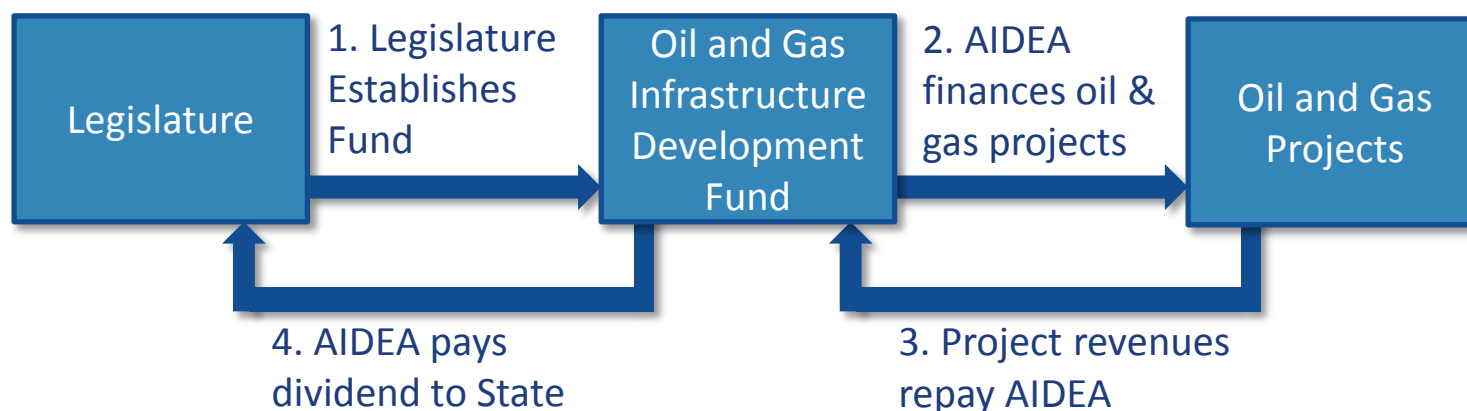 Legislature
1. Legislature
Establishes
Fund
Oil and Gas
Infrastructure
Development
Fund
2. AIDEA
finances oil &
gas projects
Oil and Gas
Projects
4. AIDEA pays
dividend to State
3. Project revenues
repay AIDEA